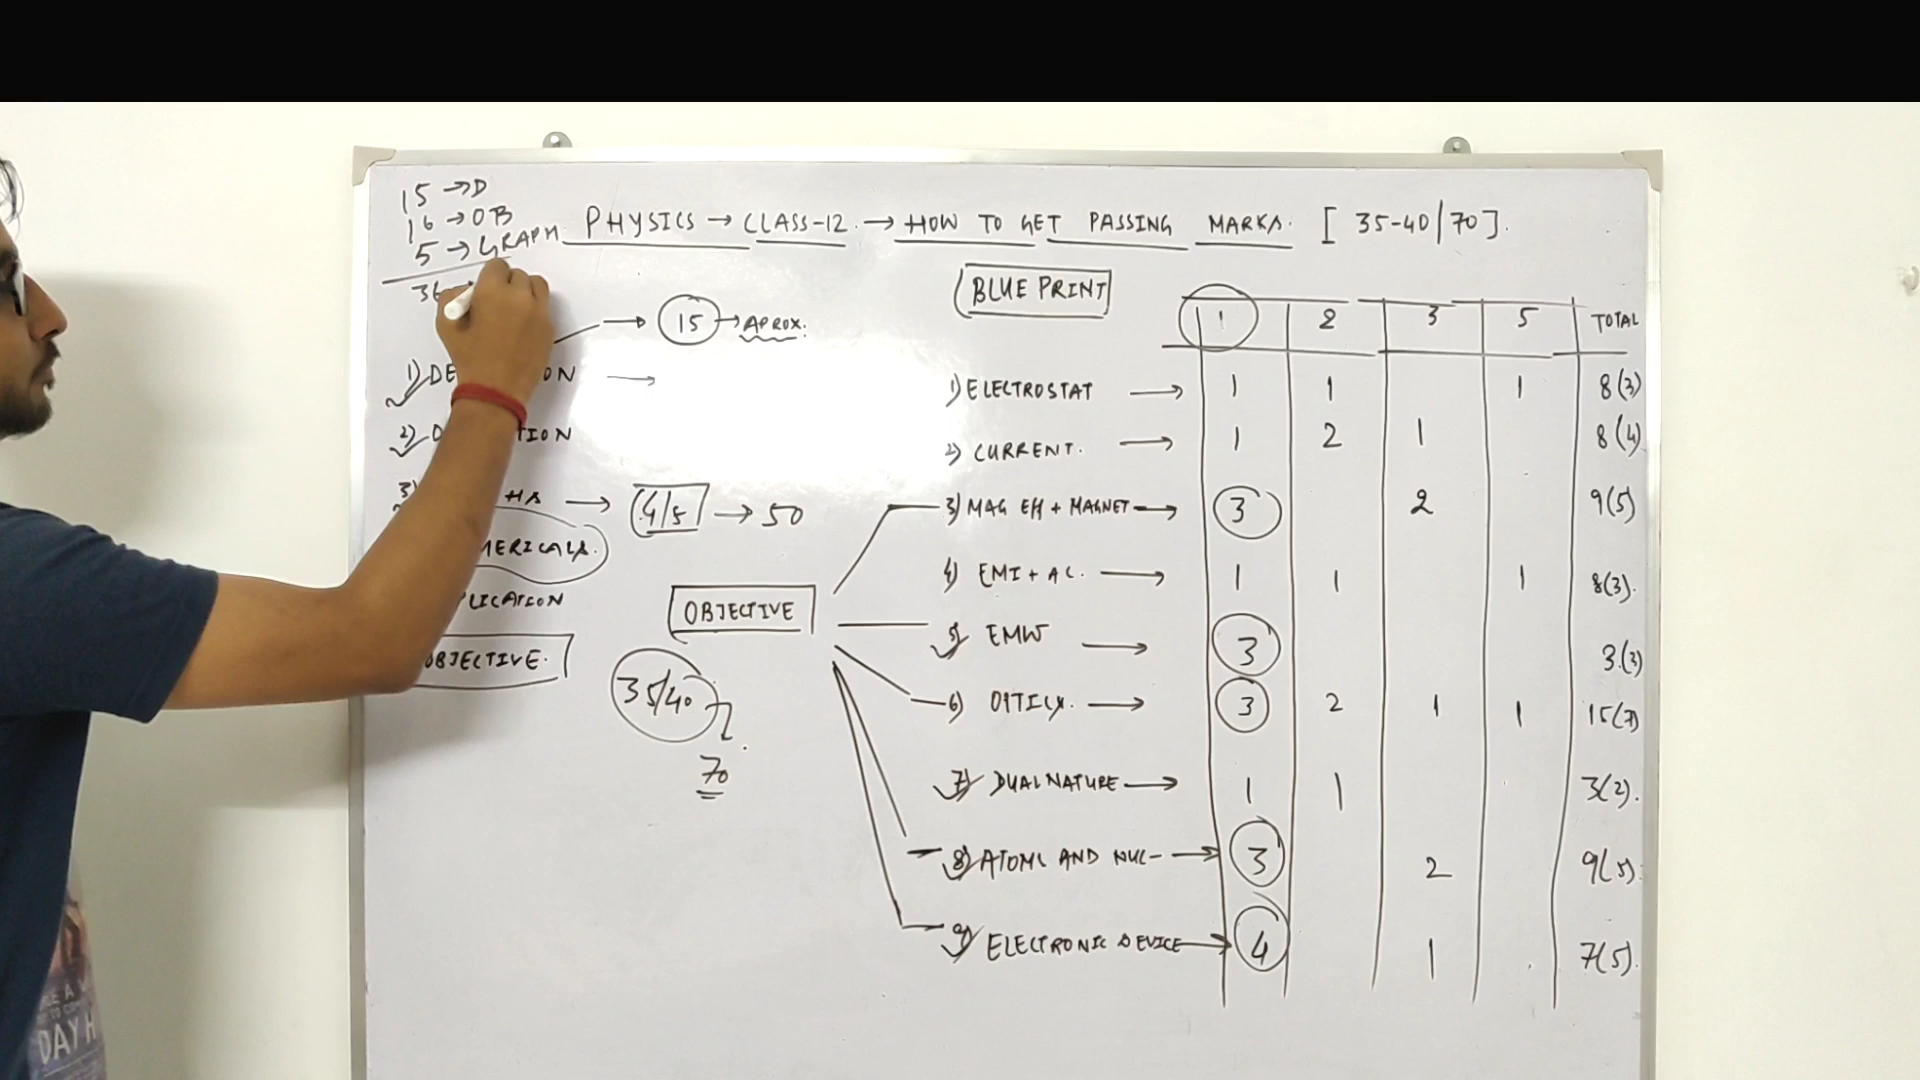 15 → D
16 → OB
5 → GRAPH
36
PHYSICS → CLASS-12. → HOW TO GET PASSING MARKS. [ 35-40/70 ].
→ 15 → APROX.
1) DE ON →
2) D TION
3) HS → 4/5 → 50
MERICALS.
PLICATION
OBJECTIVE.
35/40
70
OBJECTIVE
BLUE PRINT
1 2 3 5 TOTAL
1) ELECTROSTAT → 1 1 1 8(3)
2) CURRENT. → 1 2 1 8(4)
3) MAG EFF + MAGNET → 3 2 9(5)
4) EMI + AC. → 1 1 1 8(3).
5) EMW → 3 3.(3)
6) OPTICS. → 3 2 1 1 15(7)
7) DUAL NATURE → 1 1 3(2).
8) ATOMS AND NUC- → 3 2 9(5).
9) ELECTRONIC DEVICE → 4 1 7(5).
DAY H